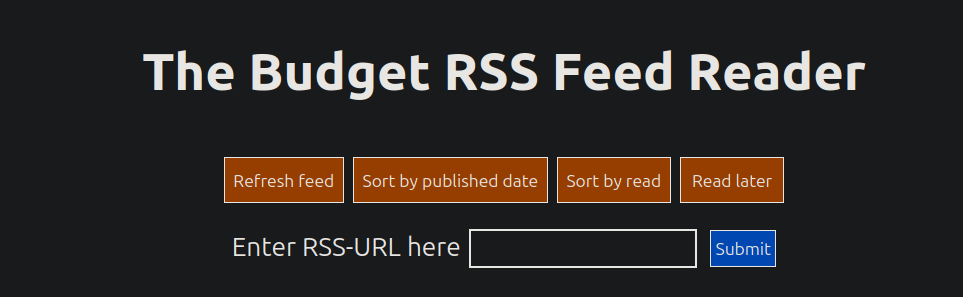 The Budget RSS Feed Reader
Refresh feed Sort by published date Sort by read Read later
Enter RSS-URL here Submit